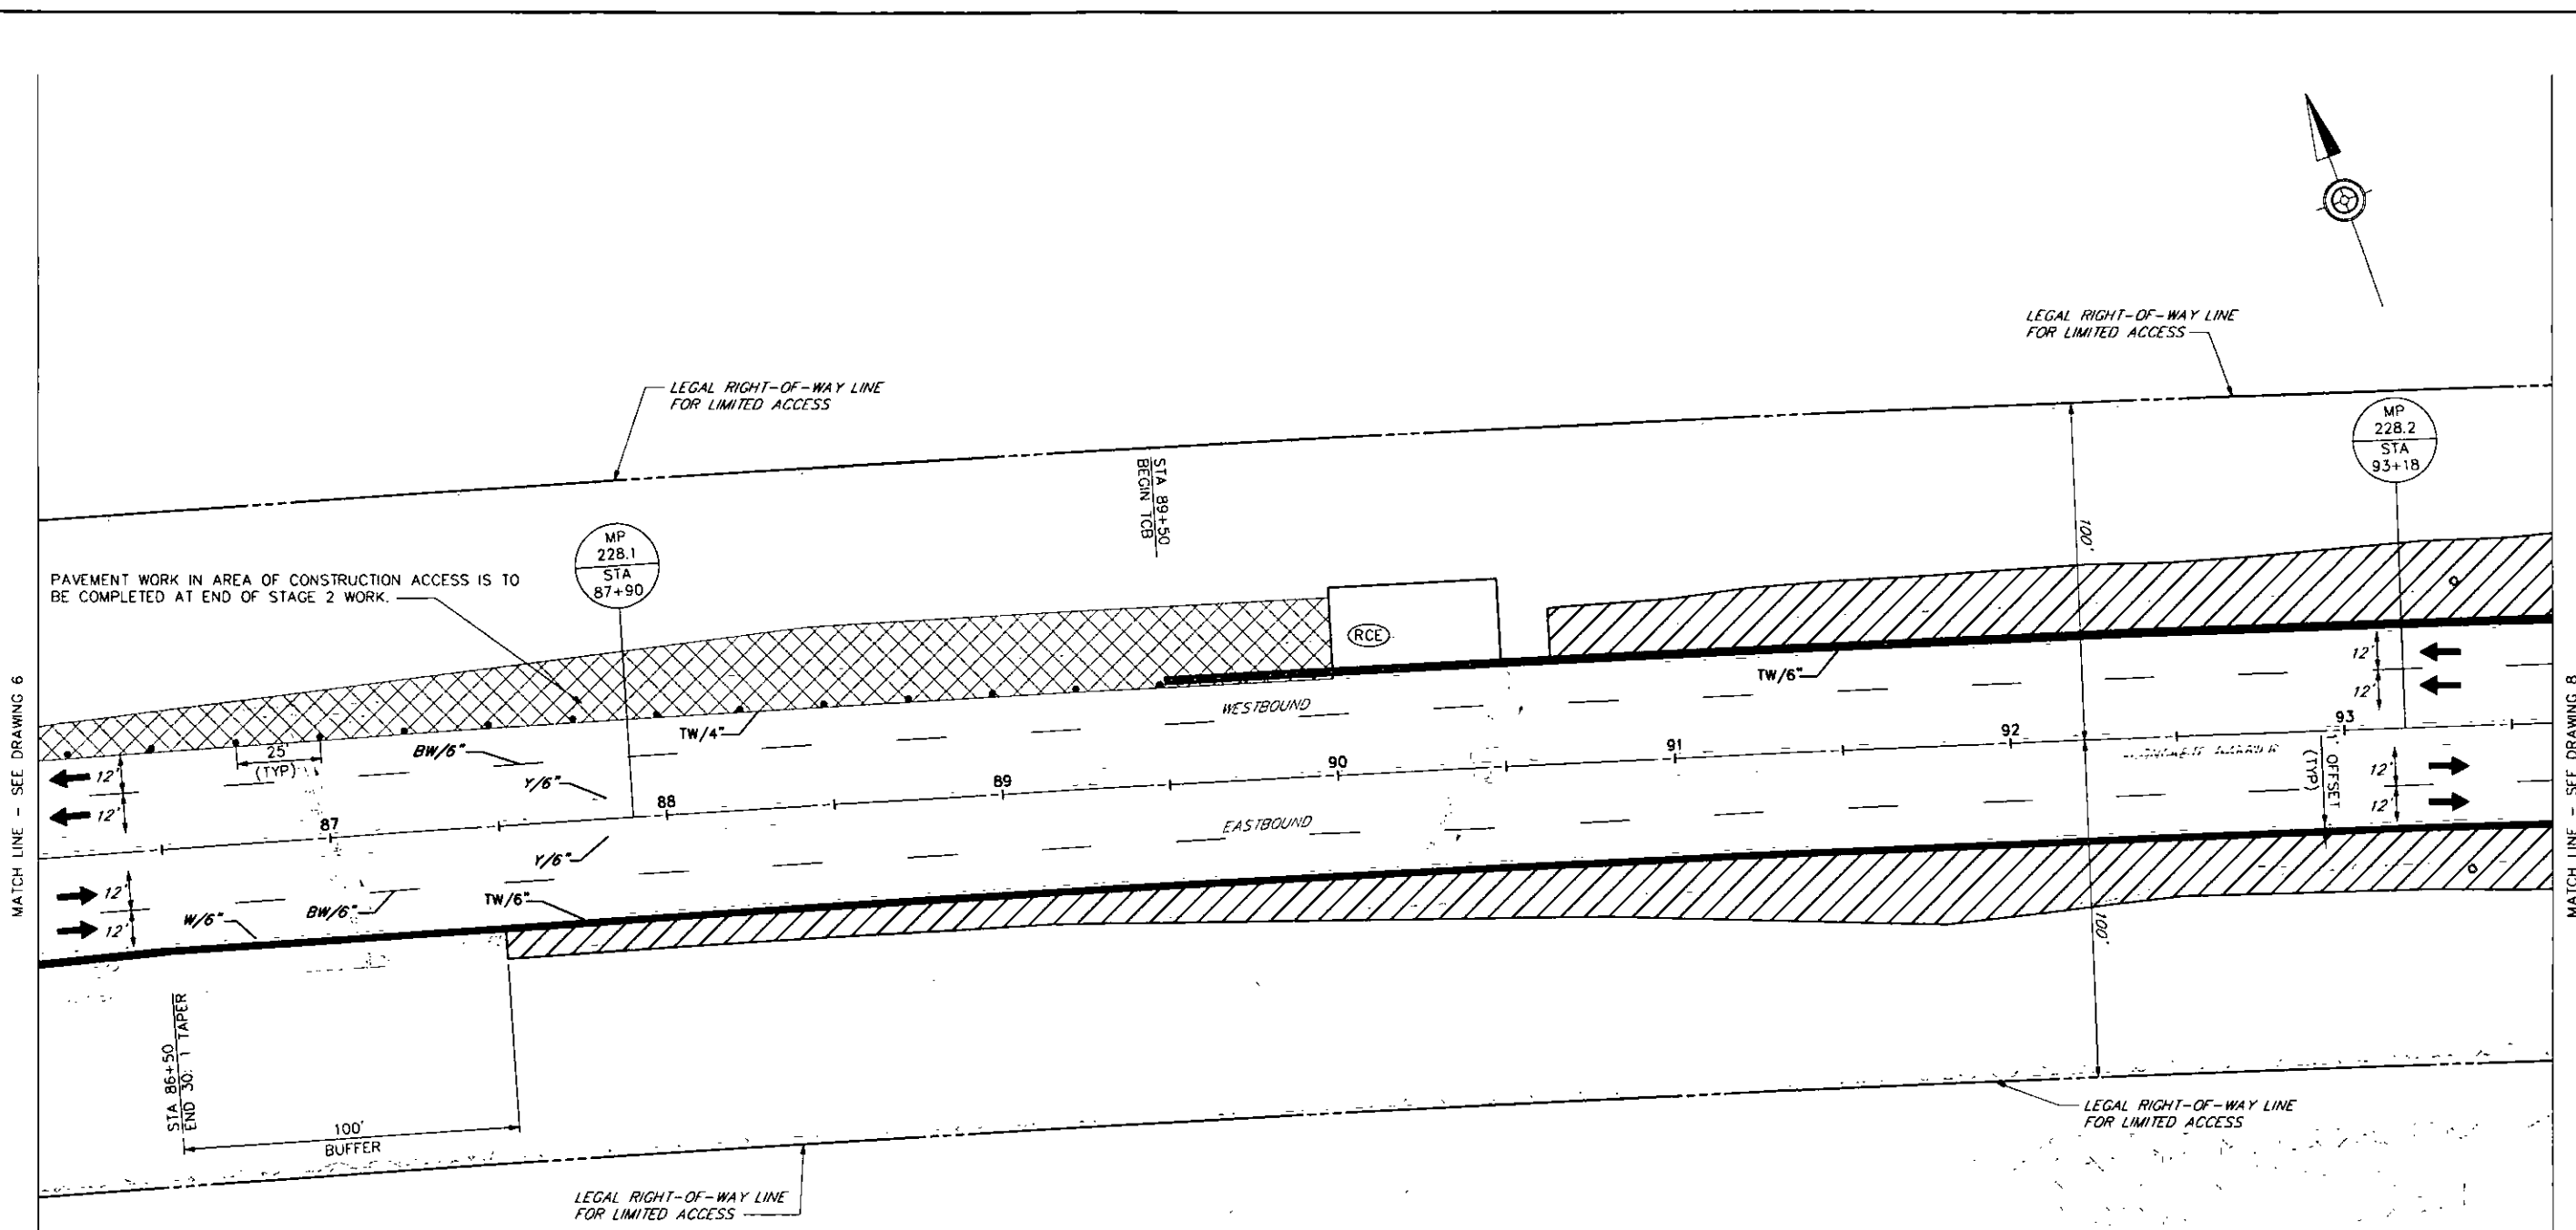 LEGAL RIGHT-OF-WAY LINE
FOR LIMITED ACCESS
LEGAL RIGHT-OF-WAY LINE
FOR LIMITED ACCESS
MP
228.2
STA
93+18
STA 89+50
BEGIN TCB
100'
MP
228.1
STA
87+90
PAVEMENT WORK IN AREA OF CONSTRUCTION ACCESS IS TO
BE COMPLETED AT END OF STAGE 2 WORK.
RCE
MATCH LINE - SEE DRAWING 6
MATCH LINE - SEE DRAWING 8
TW/6"
12'
12'
WESTBOUND
TW/4"
BW/6"
25'
(TYP)
12'
12'
Y/6"
87
88
89
90
91
92
93
EASTBOUND
1' OFFSET
(TYP)
12'
12'
Y/6"
12'
12'
W/6"
BW/6"
TW/6"
100'
STA 86+50
END 30: 1 TAPER
100'
BUFFER
LEGAL RIGHT-OF-WAY LINE
FOR LIMITED ACCESS
LEGAL RIGHT-OF-WAY LINE
FOR LIMITED ACCESS